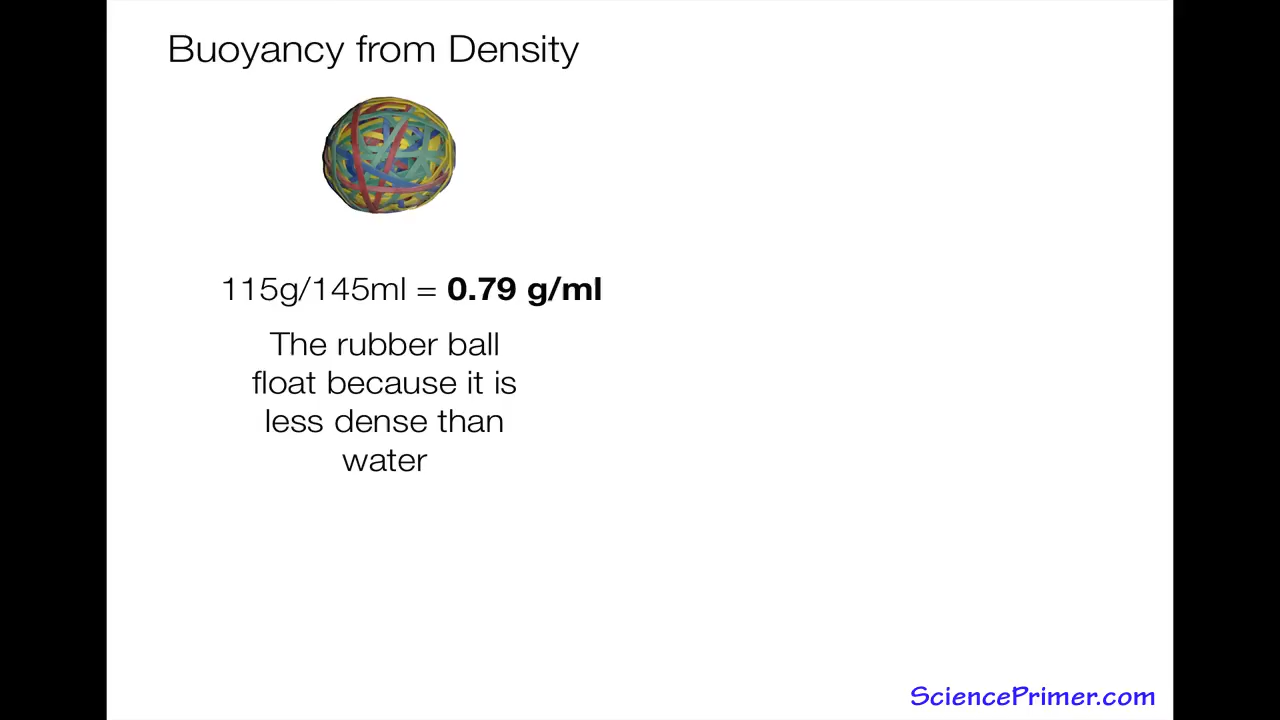 Buoyancy from Density
115g/145ml = 0.79 g/ml
The rubber ball
float because it is
less dense than
water
SciencePrimer.com